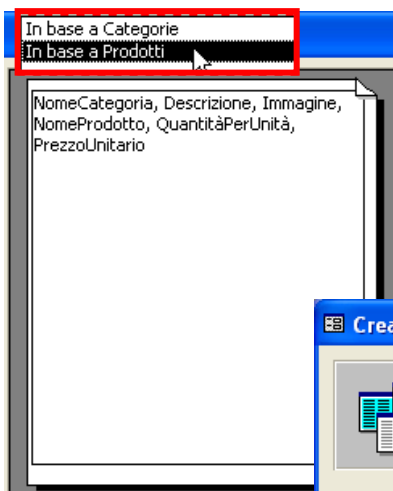 In base a Categorie
In base a Prodotti
NomeCategoria, Descrizione, Immagine,
NomeProdotto, QuantitàPerUnità,
PrezzoUnitario
Crea